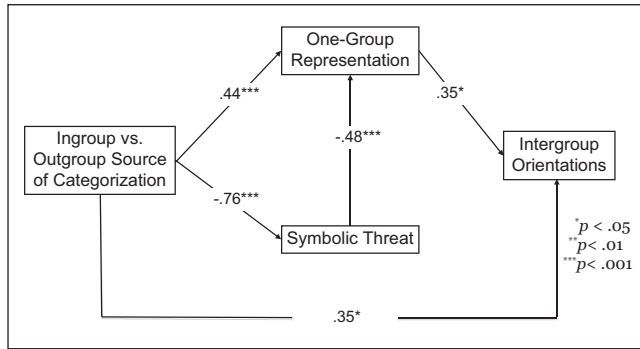 One-Group
Representation
.44***
.35*
-.48***
Ingroup vs.
Outgroup Source
of Categorization
Intergroup
Orientations
-.76***
Symbolic Threat
*p < .05
**p < .01
***p< .001
.35*